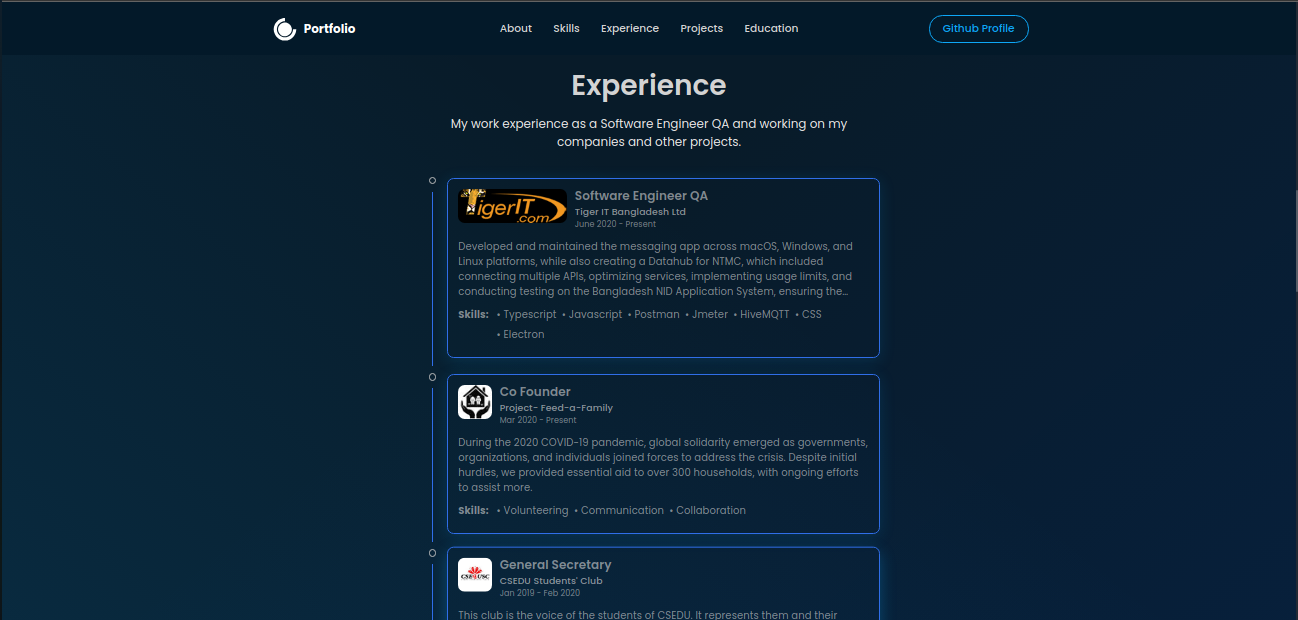 Portfolio
About Skills Experience Projects Education
Github Profile
Experience
My work experience as a Software Engineer QA and working on my
companies and other projects.
TigerIT
.com
Software Engineer QA
Tiger IT Bangladesh Ltd
June 2020 - Present
Developed and maintained the messaging app across macOS, Windows, and
Linux platforms, while also creating a Datahub for NTMC, which included
connecting multiple APIs, optimizing services, implementing usage limits, and
conducting testing on the Bangladesh NID Application System, ensuring the...
Skills: • Typescript • Javascript • Postman • Jmeter • HiveMQTT • CSS
• Electron
Co Founder
Project- Feed-a-Family
Mar 2020 - Present
During the 2020 COVID-19 pandemic, global solidarity emerged as governments,
organizations, and individuals joined forces to address the crisis. Despite initial
hurdles, we provided essential aid to over 300 households, with ongoing efforts
to assist more.
Skills: • Volunteering • Communication • Collaboration
General Secretary
CSEDU Students' Club
Jan 2019 - Feb 2020
This club is the voice of the students of CSEDU. It represents them and their